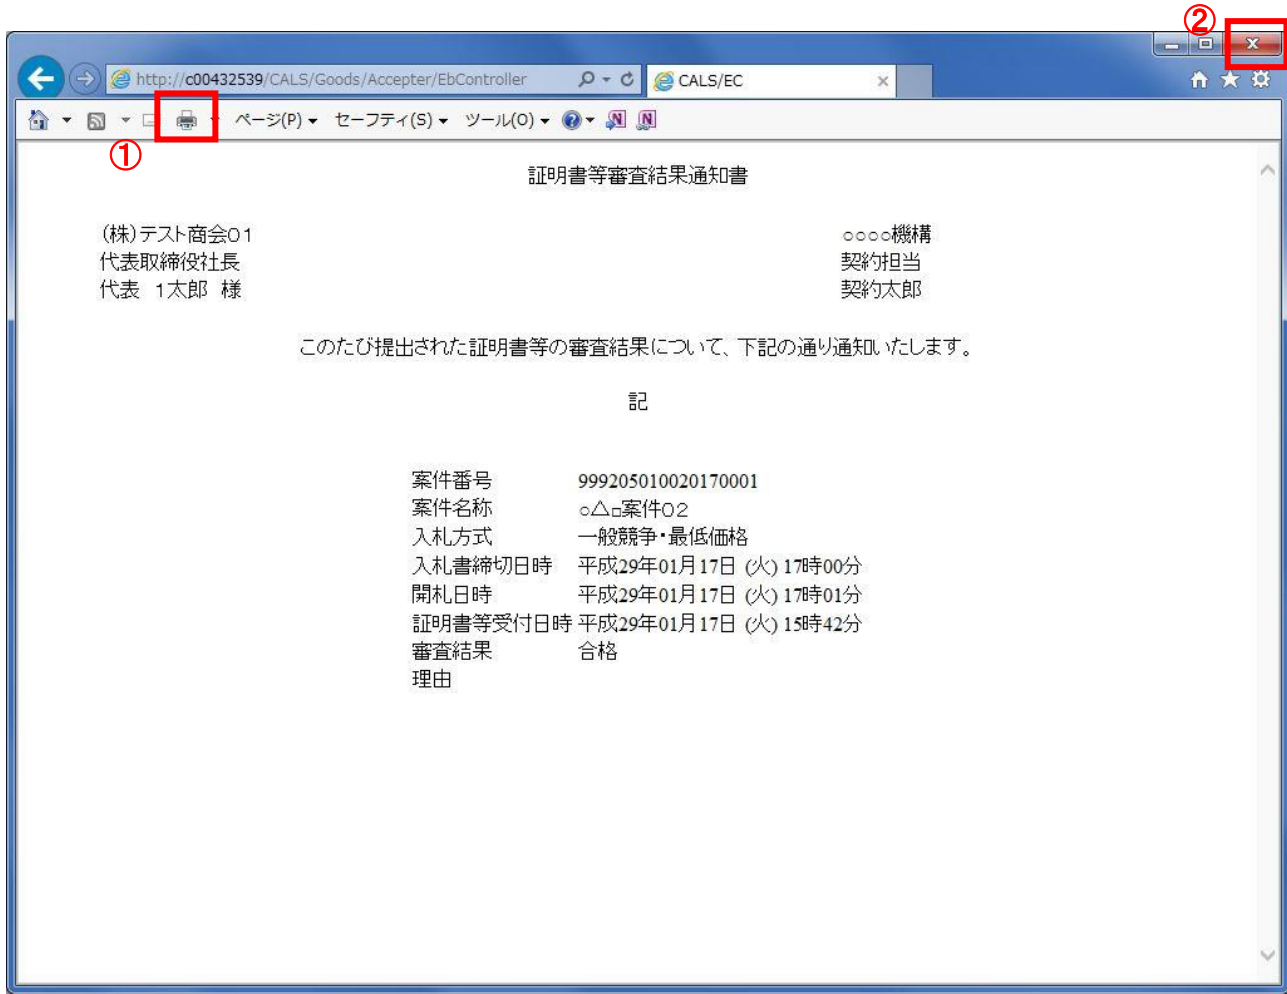 ②
http://c00432539/CALS/Goods/Accepter/EbController
CALS/EC
ページ(P) セーフティ(S) ツール(O)
①
証明書等審査結果通知書
(株)テスト商会01
○○○○機構
代表取締役社長
契約担当
代表 1太郎 様
契約太郎
このたび提出された証明書等の審査結果について、下記の通り通知いたします。
記
案件番号 999205010020170001
案件名称 ○△□案件02
入札方式 一般競争・最低価格
入札書締切日時 平成29年01月17日 (火) 17時00分
開札日時 平成29年01月17日 (火) 17時01分
証明書等受付日時 平成29年01月17日 (火) 15時42分
審査結果 合格
理由